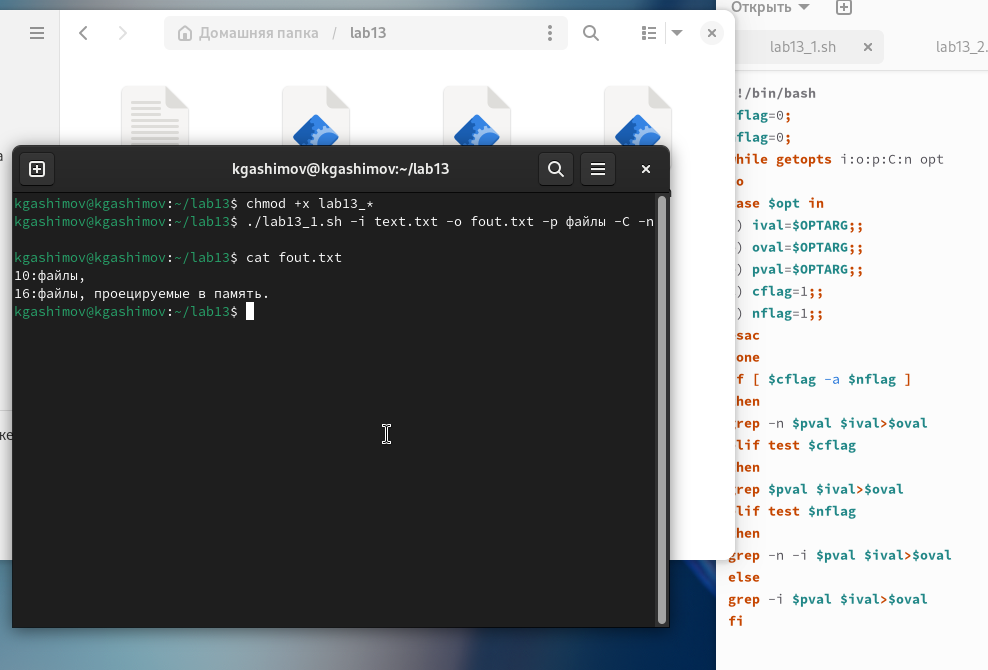 Открыть
Домашняя папка / lab13
lab13_1.sh
lab13_2.
kgashimov@kgashimov:~/lab13
kgashimov@kgashimov:~/lab13$ chmod +x lab13_*
kgashimov@kgashimov:~/lab13$ ./lab13_1.sh -i text.txt -o fout.txt -p файлы -C -n
kgashimov@kgashimov:~/lab13$ cat fout.txt
10:файлы,
16:файлы, проецируемые в память.
kgashimov@kgashimov:~/lab13$
!/bin/bash
flag=0;
flag=0;
hile getopts i:o:p:C:n opt
o
ase $opt in
) ival=$OPTARG;;
) oval=$OPTARG;;
) pval=$OPTARG;;
) cflag=1;;
) nflag=1;;
sac
one
f [ $cflag -a $nflag ]
hen
rep -n $pval $ival>$oval
lif test $cflag
hen
rep $pval $ival>$oval
lif test $nflag
hen
grep -n -i $pval $ival>$oval
else
grep -i $pval $ival>$oval
fi